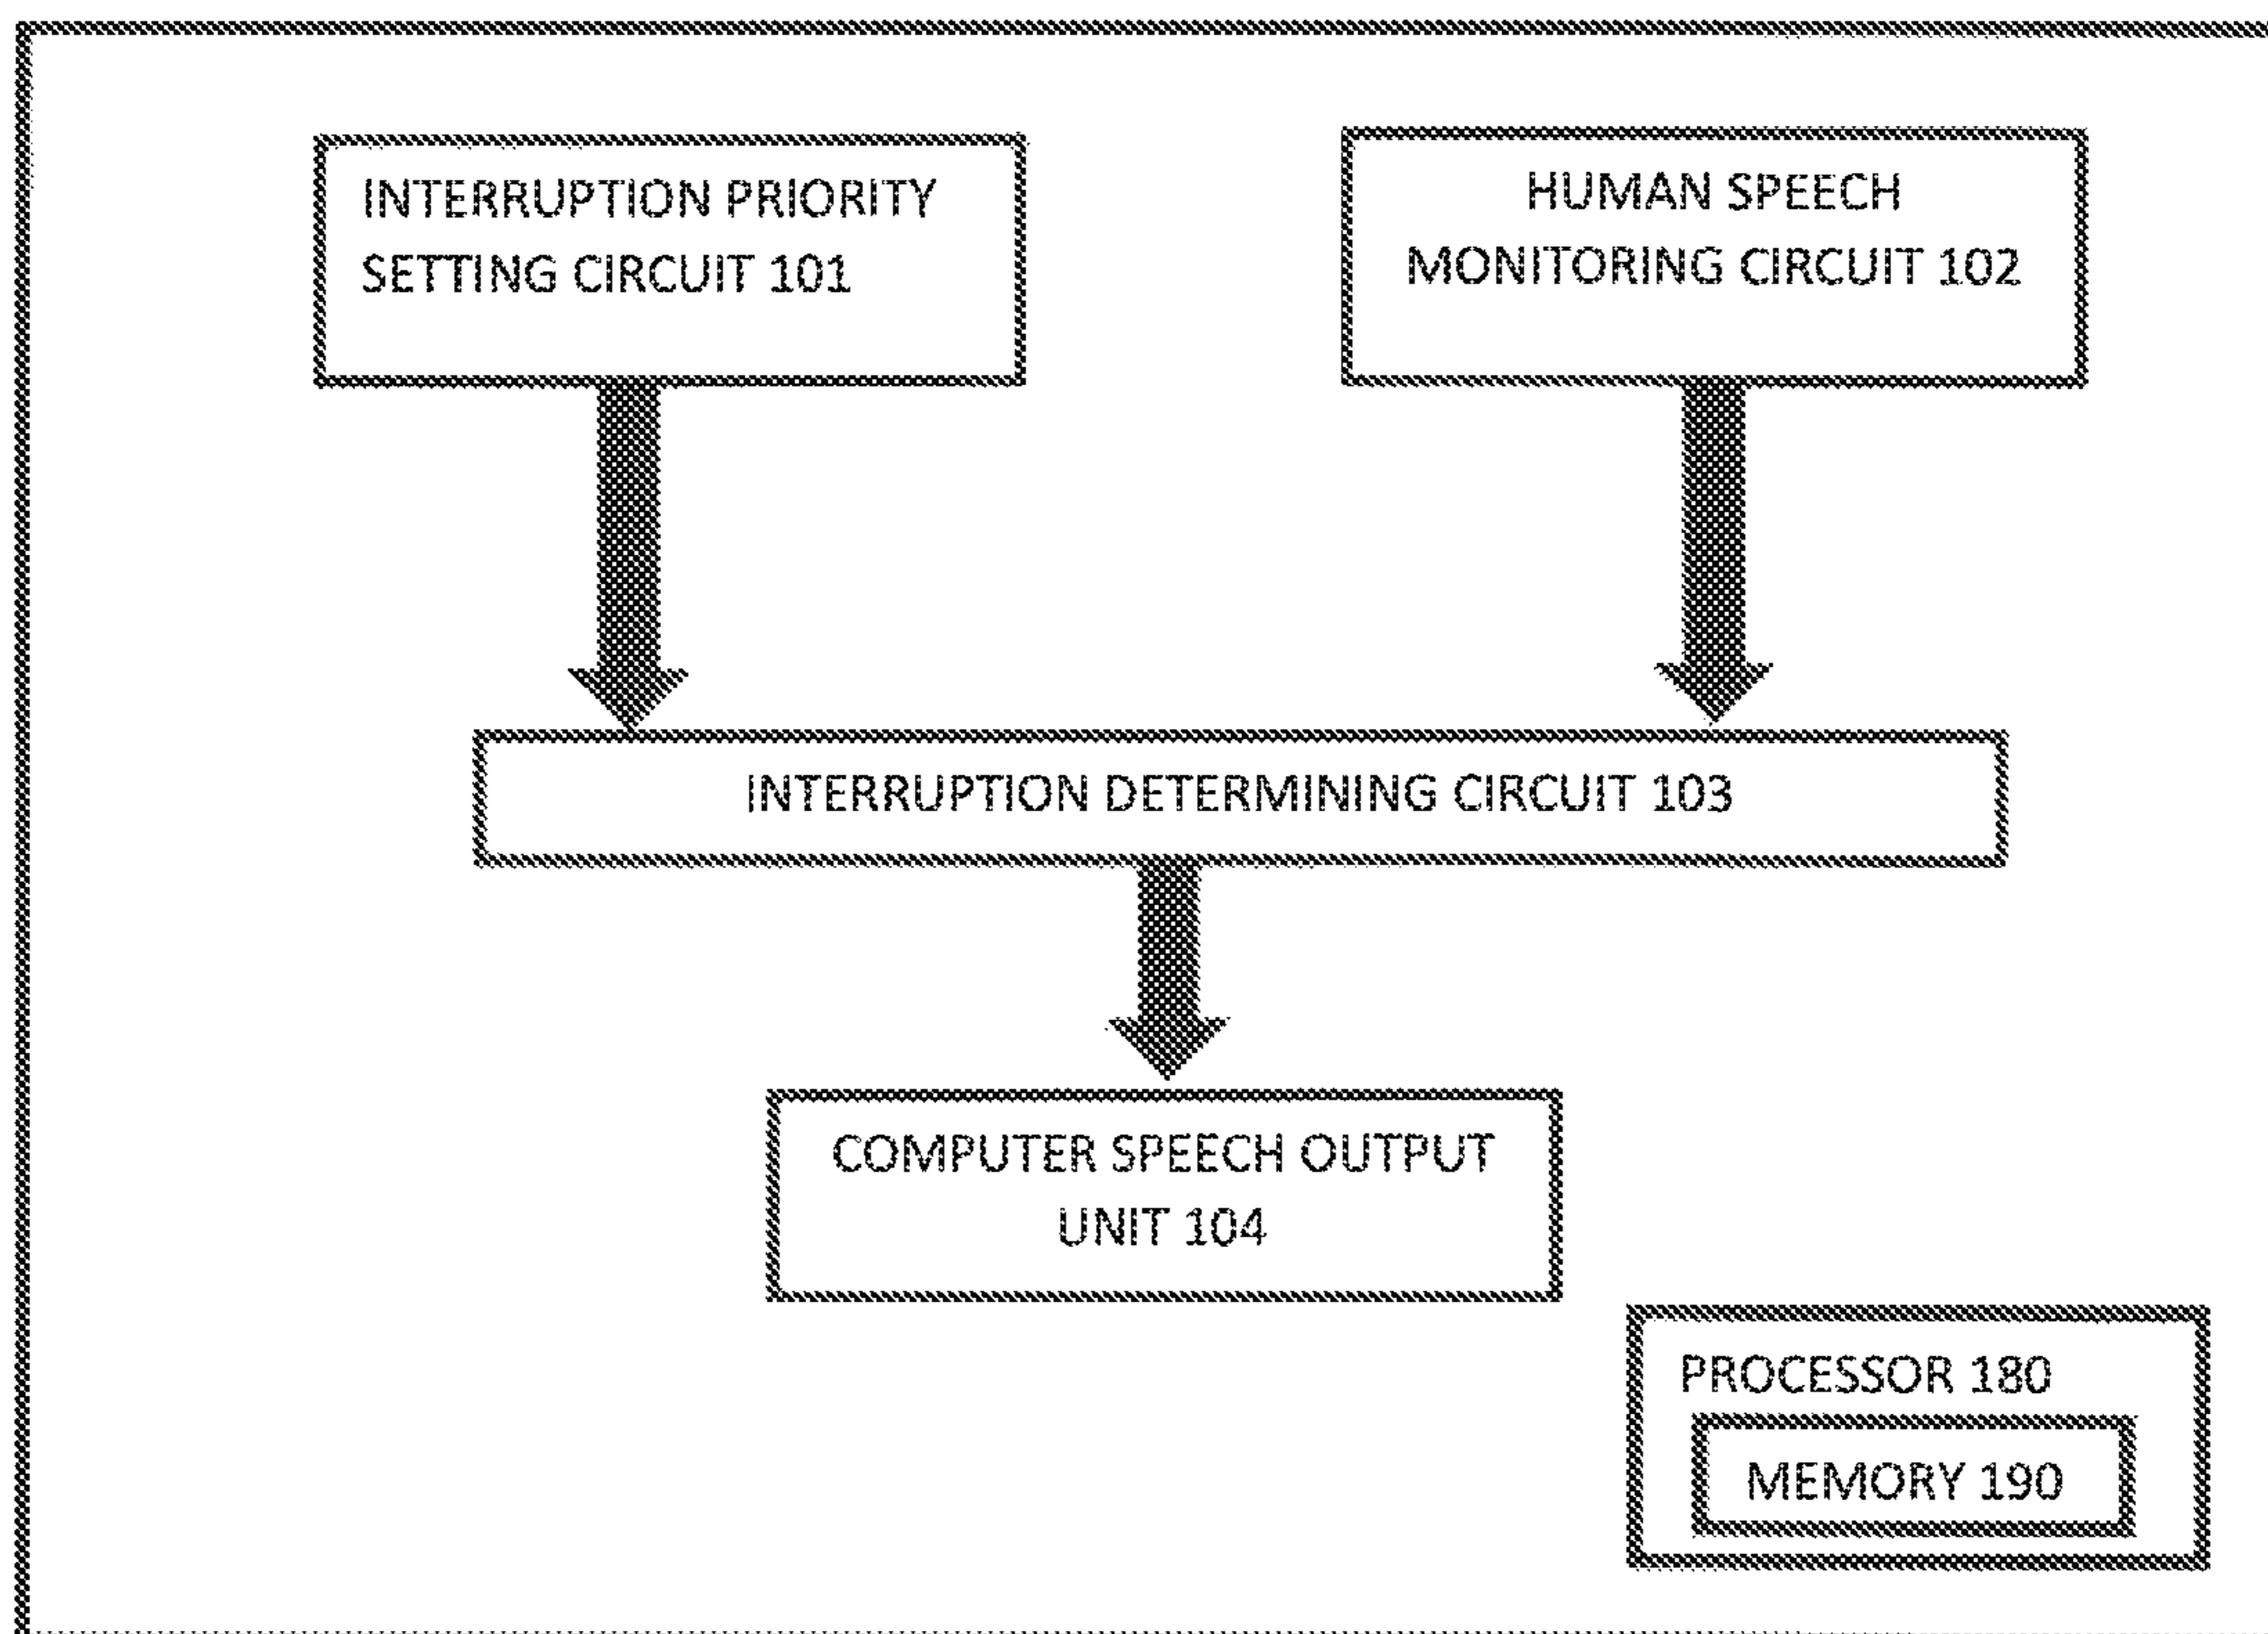 INTERRUPTION PRIORITY
SETTING CIRCUIT 101
HUMAN SPEECH
MONITORING CIRCUIT 102
INTERRUPTION DETERMINING CIRCUIT 103
COMPUTER SPEECH OUTPUT
UNIT 104
PROCESSOR 180
MEMORY 190